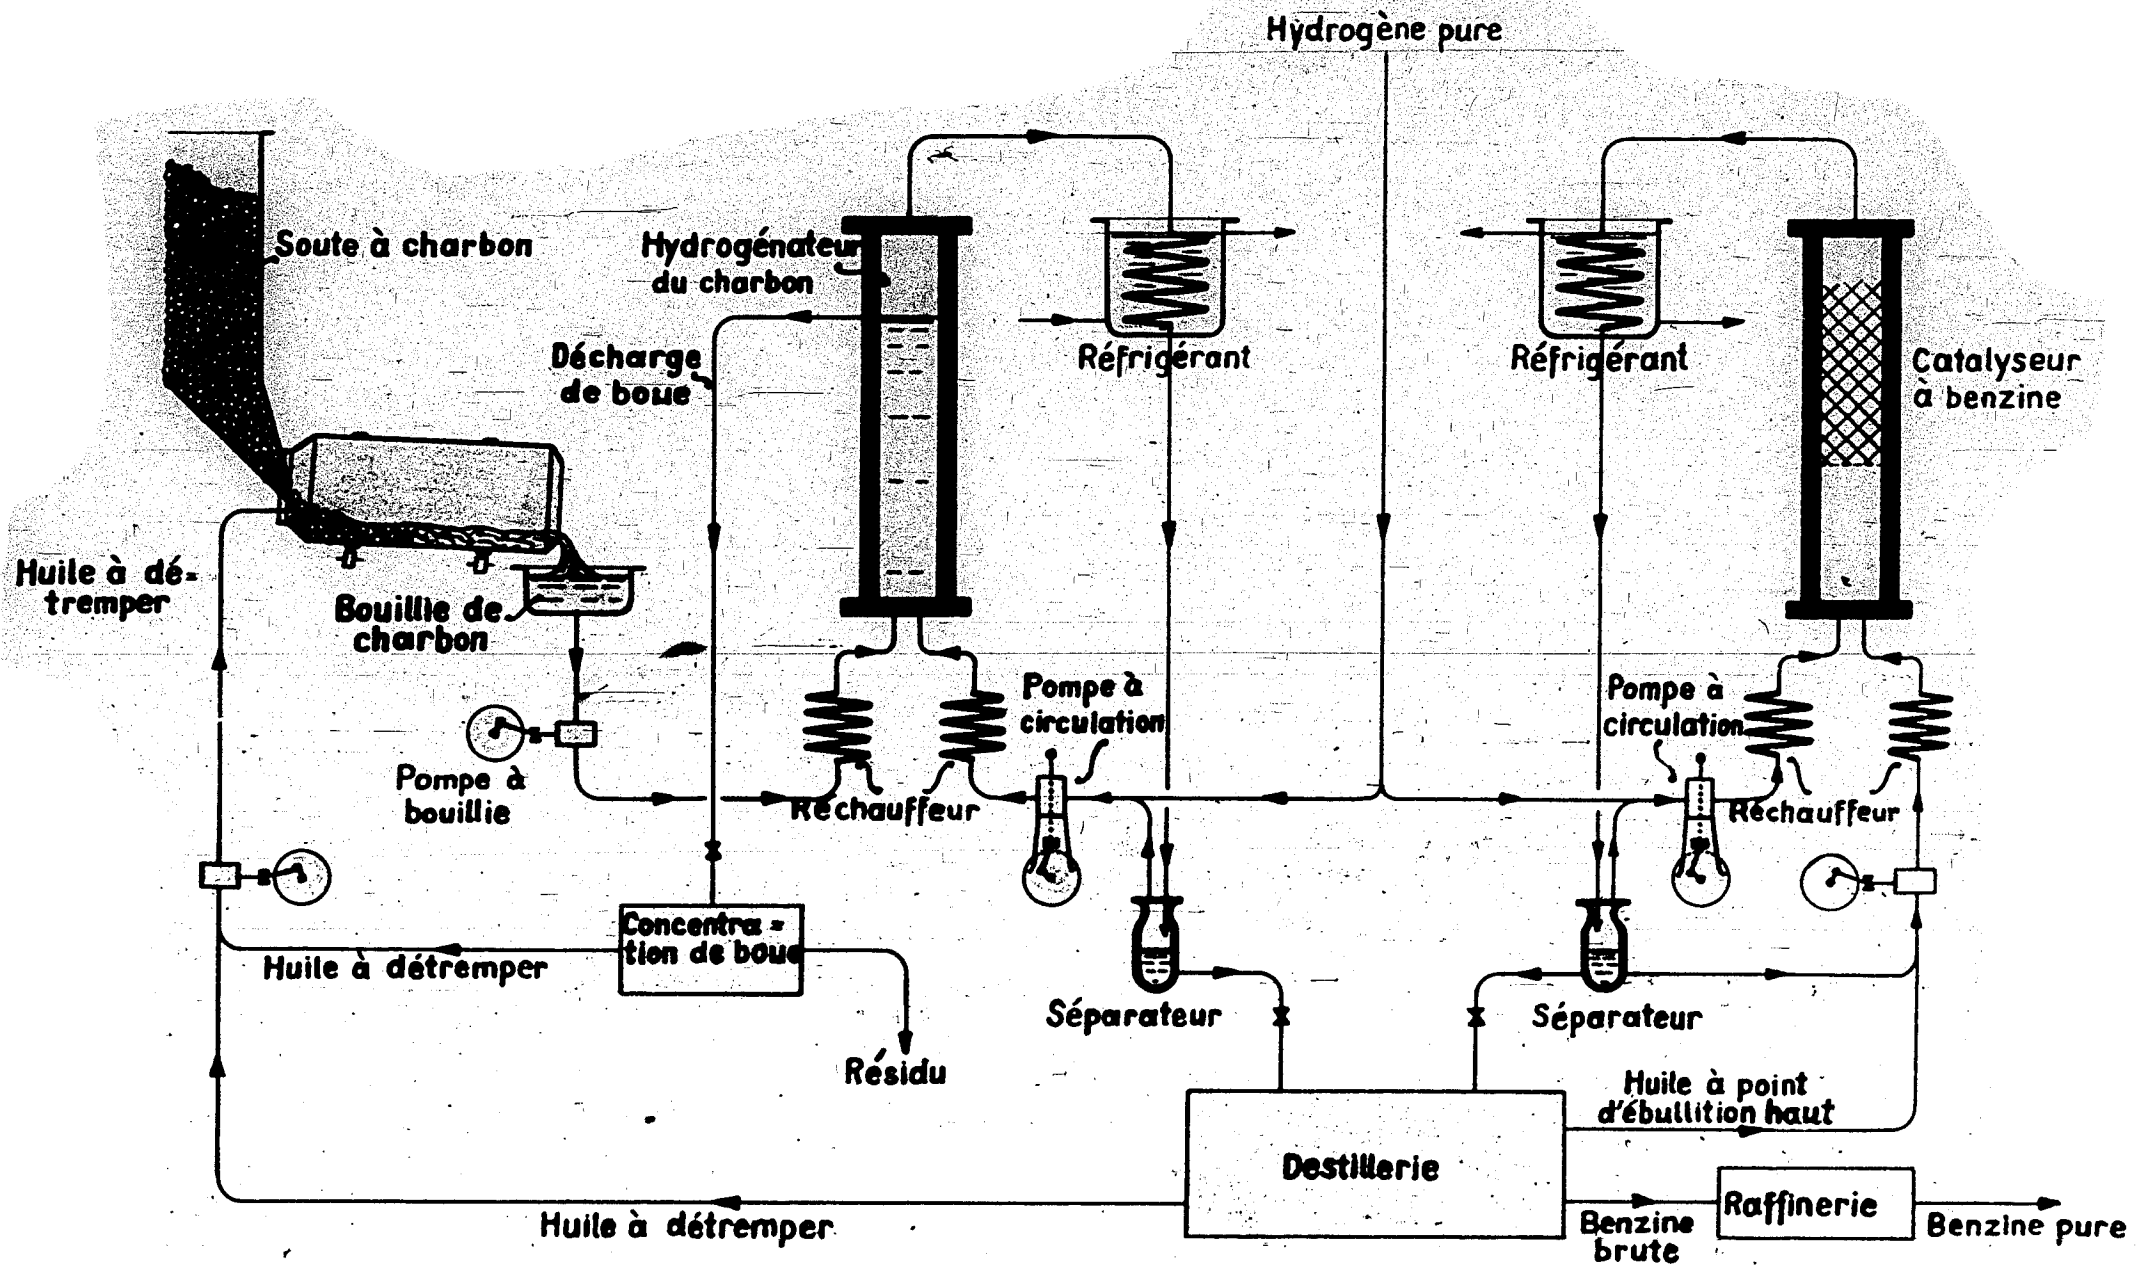 Hydrogène pure
Soute à charbon
Hydrogénateur
du charbon
Décharge
de boue
Réfrigérant
Réfrigérant
Catalyseur
à benzine
Huile à dé-
tremper
Bouillie de
charbon
Pompe à
bouillie
Réchauffeur
Pompe à
circulation
Pompe à
circulation
Réchauffeur
Concentra-
tion de boue
Huile à détremper
Résidu
Séparateur
Séparateur
Huile à point
d'ébullition haut
Destillerie
Raffinerie
Huile à détremper
Benzine
brute
Benzine pure